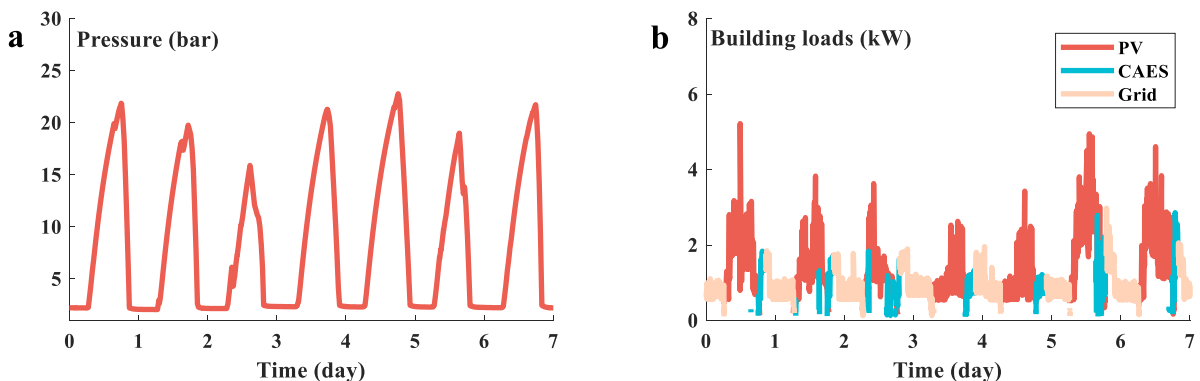 a
Pressure (bar)
30
25
20
15
10
5
0 1 2 3 4 5 6 7
Time (day)
b
Building loads (kW)
PV
CAES
Grid
8
6
4
2
0
0 1 2 3 4 5 6 7
Time (day)